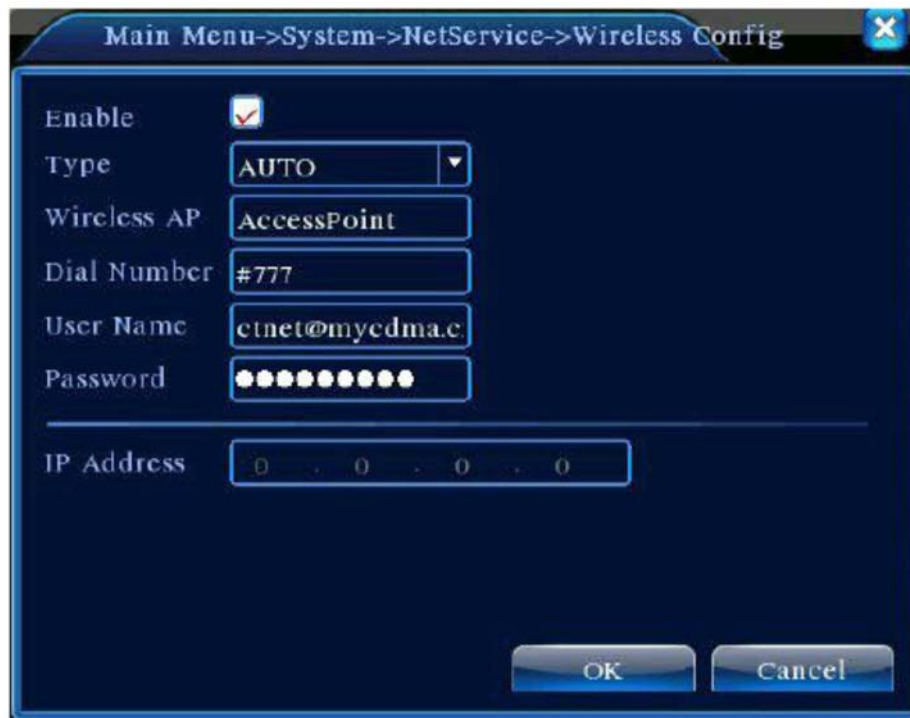 Main Menu->System->NetService->Wireless Config
Enable
Type AUTO
Wireless AP AccessPoint
Dial Number #777
User Name ctnet@mycdma.c
Password ●●●●●●●●●
IP Address 0 . 0 . 0 . 0
OK Cancel